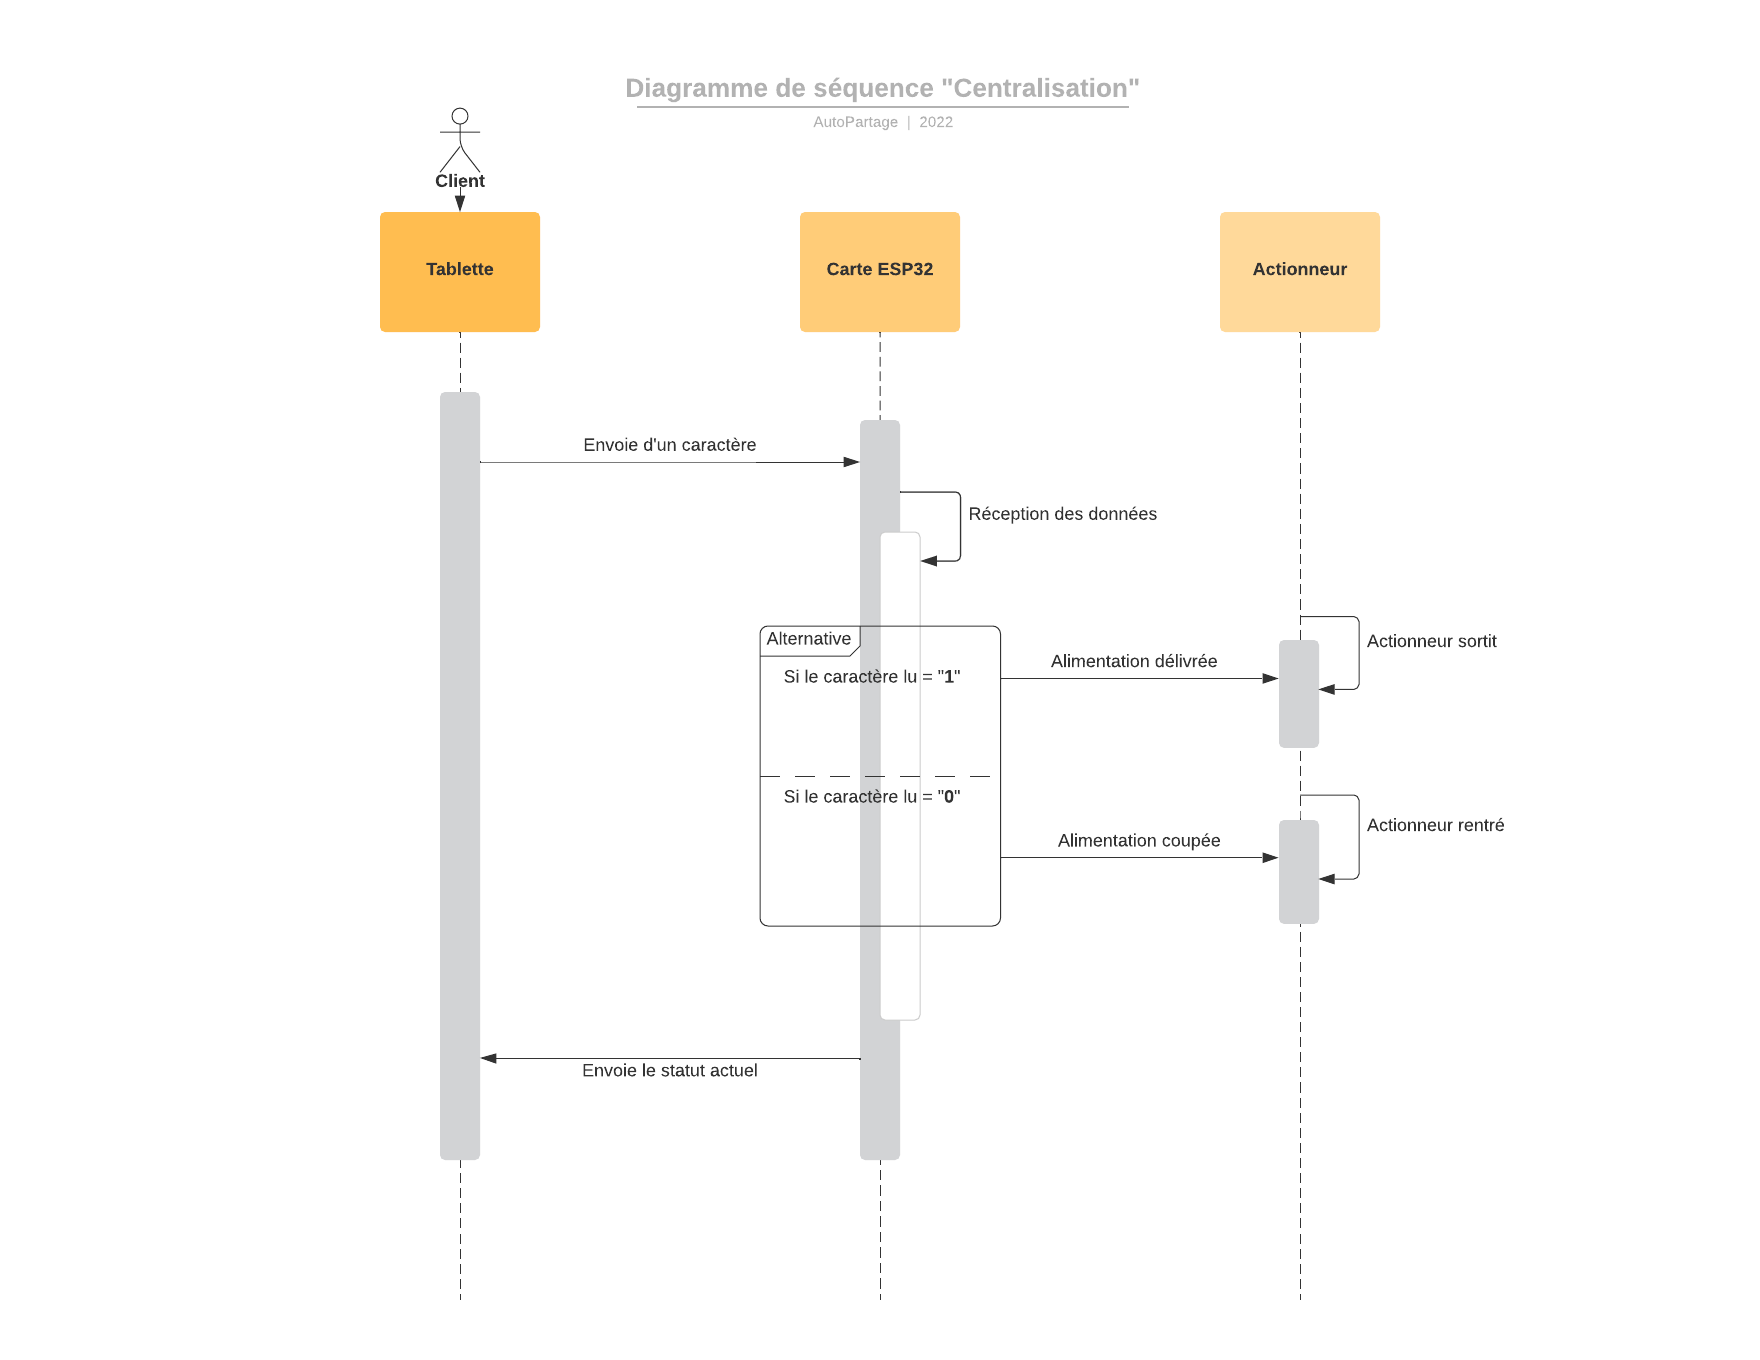 Diagramme de séquence "Centralisation"
AutoPartage | 2022
Client
Tablette
Carte ESP32
Actionneur
Envoie d'un caractère
Réception des données
Alternative
Si le caractère lu = "1"
Alimentation délivrée
Actionneur sortit
Si le caractère lu = "0"
Alimentation coupée
Actionneur rentré
Envoie le statut actuel